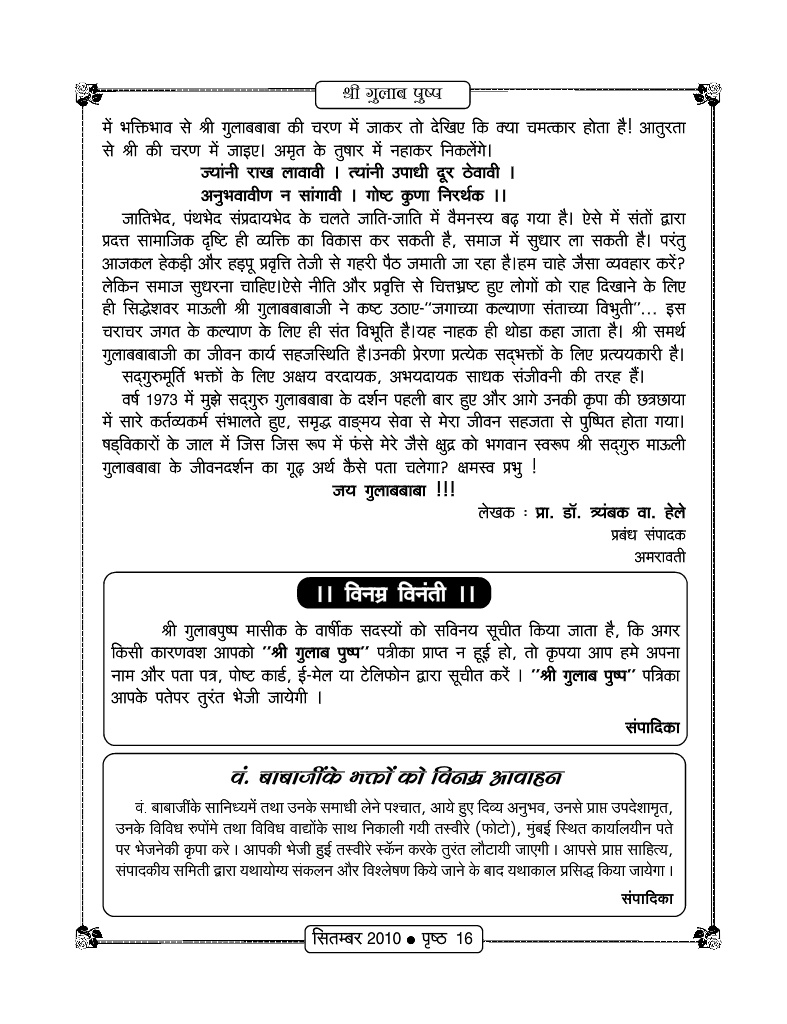 श्री गुलाब पुष्प
में भक्तिभाव से श्री गुलाबबाबा की चरण में जाकर तो देखिए कि क्या चमत्कार होता है! आतुरता
से श्री की चरण में जाइए। अमृत के तुषार में नहाकर निकलेंगे।
ज्यांनी राख लावावी । त्यांनी उपाधी दूर ठेवावी ।
अनुभवावीण न सांगावी । गोष्ट कुणा निरर्थक ।।
जातिभेद, पंथभेद संप्रदायभेद के चलते जाति-जाति में वैमनस्य बढ़ गया है। ऐसे में संतों द्वारा
प्रदत्त सामाजिक दृष्टि ही व्यक्ति का विकास कर सकती है, समाज में सुधार ला सकती है। परंतु
आजकल हेकड़ी और हड़पू प्रवृत्ति तेजी से गहरी पैठ जमाती जा रहा है।हम चाहे जैसा व्यवहार करें?
लेकिन समाज सुधरना चाहिए।ऐसे नीति और प्रवृत्ति से चित्तभ्रष्ट हुए लोगों को राह दिखाने के लिए
ही सिद्धेशवर माऊली श्री गुलाबबाबाजी ने कष्ट उठाए-“जगाच्या कल्याणा संताच्या विभुती”... इस
चराचर जगत के कल्याण के लिए ही संत विभूति है।यह नाहक ही थोडा कहा जाता है। श्री समर्थ
गुलाबबाबाजी का जीवन कार्य सहजस्थिति है।उनकी प्रेरणा प्रत्येक सद्भक्तों के लिए प्रत्ययकारी है।
सद्गुरुमूर्ति भक्तों के लिए अक्षय वरदायक, अभयदायक साधक संजीवनी की तरह हैं।
वर्ष 1973 में मुझे सद्गुरु गुलाबबाबा के दर्शन पहली बार हुए और आगे उनकी कृपा की छत्रछाया
में सारे कर्तव्यकर्म संभालते हुए, समृद्ध वाङ्मय सेवा से मेरा जीवन सहजता से पुष्पित होता गया।
षड्विकारों के जाल में जिस जिस रूप में फंसे मेरे जैसे क्षुद्र को भगवान स्वरूप श्री सद्गुरु माऊली
गुलाबबाबा के जीवनदर्शन का गूढ़ अर्थ कैसे पता चलेगा? क्षमस्व प्रभु !
जय गुलाबबाबा !!!
लेखक : प्रा. डॉ. त्र्यंबक वा. हेले
प्रबंध संपादक
अमरावती
।। विनम्र विनंती ।।
श्री गुलाबपुष्प मासीक के वार्षीक सदस्यों को सविनय सूचीत किया जाता है, कि अगर
किसी कारणवश आपको ’’श्री गुलाब पुष्प’’ पत्रीका प्राप्त न हूई हो, तो कृपया आप हमे अपना
नाम और पता पत्र, पोष्ट कार्ड, ई-मेल या टेलिफोन द्वारा सूचीत करें । ’’श्री गुलाब पुष्प’’ पत्रिका
आपके पतेपर तुरंत भेजी जायेगी ।
संपादिका
वं. बाबाजींके भक्तों को विनम्र आवाहन
वं. बाबाजींके सानिध्यमें तथा उनके समाधी लेने पश्चात, आये हुए दिव्य अनुभव, उनसे प्राप्त उपदेशामृत,
उनके विविध रुपोंमे तथा विविध वाद्योंके साथ निकाली गयी तस्वीरे (फोटो), मुंबई स्थित कार्यालयीन पते
पर भेजनेकी कृपा करे । आपकी भेजी हुई तस्वीरे स्कॅन करके तुरंत लौटायी जाएगी । आपसे प्राप्त साहित्य,
संपादकीय समिती द्वारा यथायोग्य संकलन और विश्लेषण किये जाने के बाद यथाकाल प्रसिद्ध किया जायेगा ।
संपादिका
सितम्बर 2010 ● पृष्ठ 16